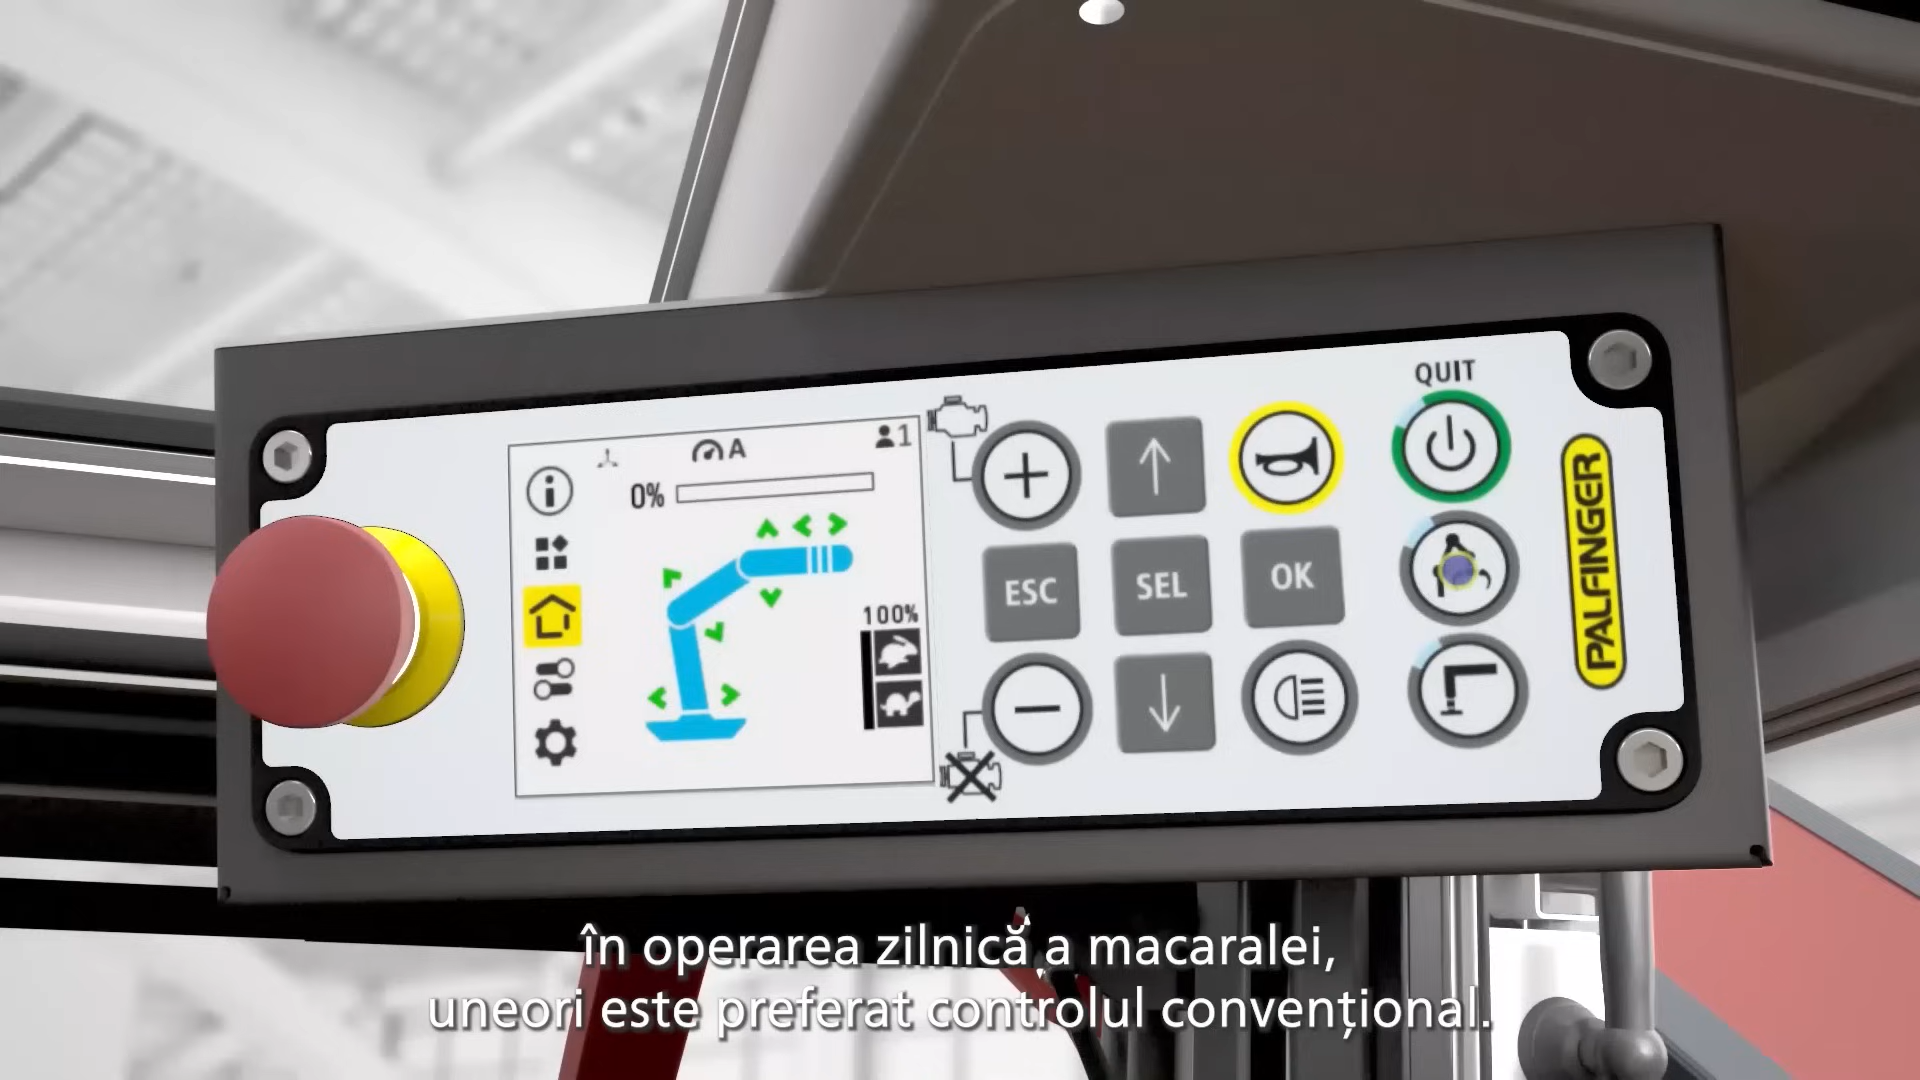 QUIT
A
1
0%
100%
ESC
SEL
OK
PALFINGER
în operarea zilnică a macaralei,
uneori este preferat controlul convențional.